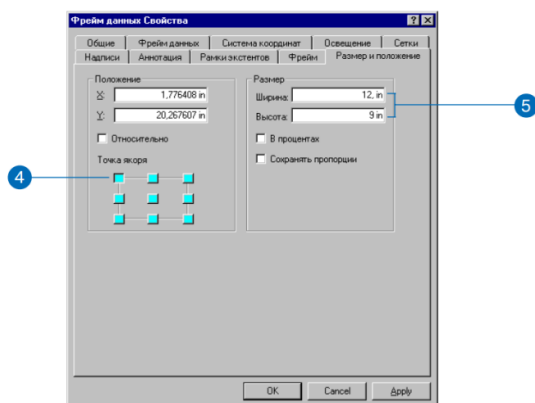 Фрейм данных Свойства
Общие Фрейм данных Система координат Освещение Сетки
Надписи Аннотация Рамки экстентов Фрейм Размер и положение
Положение
X: 1,776408 in
Y: 20,267607 in
Относительно
Точка якоря
Размер
Ширина: 12, in
Высота: 9 in
В процентах
Сохранять пропорции
4
5
OK Cancel Apply